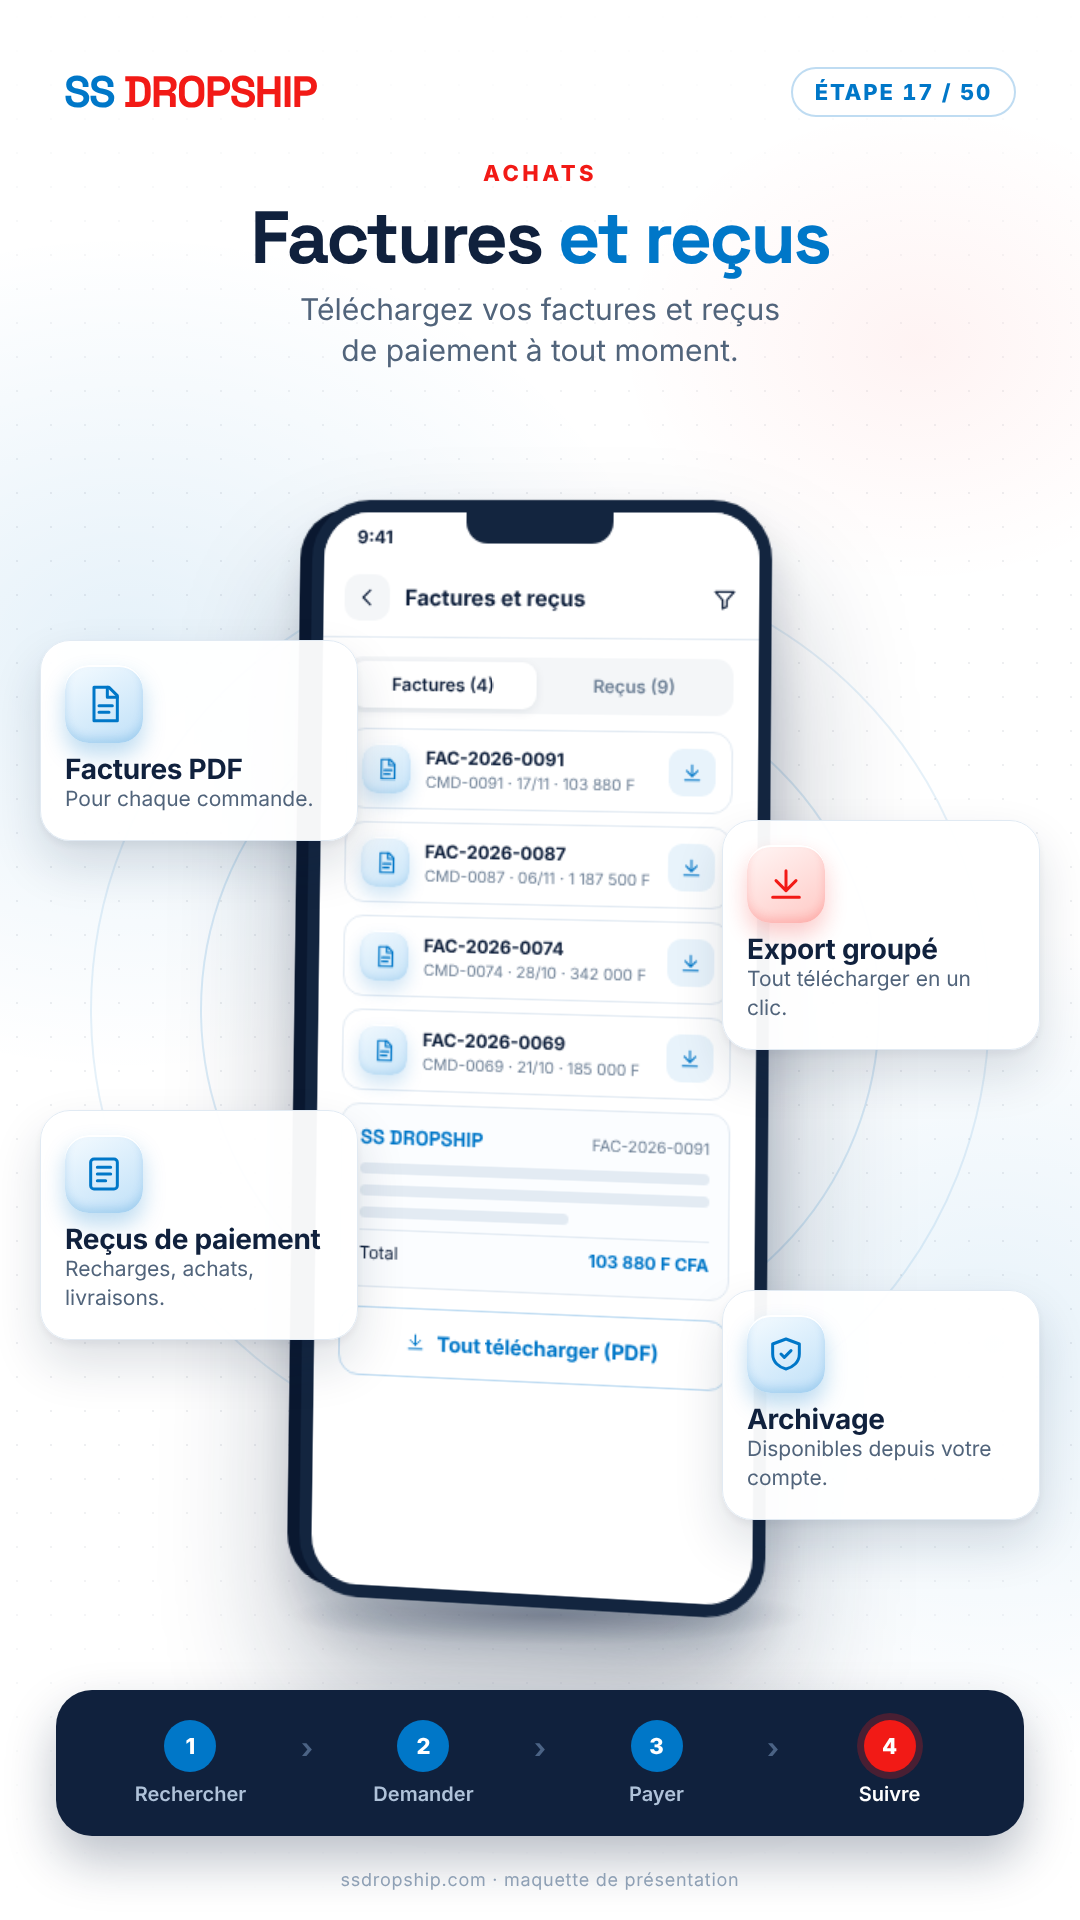 SS DROPSHIP
ÉTAPE 17 / 50
ACHATS
Factures et reçus
Téléchargez vos factures et reçus
de paiement à tout moment.
9:41
Factures et reçus
Factures (4)
Reçus (9)
FAC-2026-0091
CMD-0091 · 17/11 · 103 880 F
FAC-2026-0087
CMD-0087 · 06/11 · 1 187 500 F
FAC-2026-0074
CMD-0074 · 28/10 · 342 000 F
FAC-2026-0069
CMD-0069 · 21/10 · 185 000 F
SS DROPSHIP
FAC-2026-0091
Total
103 880 F CFA
Tout télécharger (PDF)
Factures PDF
Pour chaque commande.
Export groupé
Tout télécharger en un
clic.
Reçus de paiement
Recharges, achats,
livraisons.
Archivage
Disponibles depuis votre
compte.
1
Rechercher
›
2
Demander
›
3
Payer
›
4
Suivre
ssdropship.com · maquette de présentation